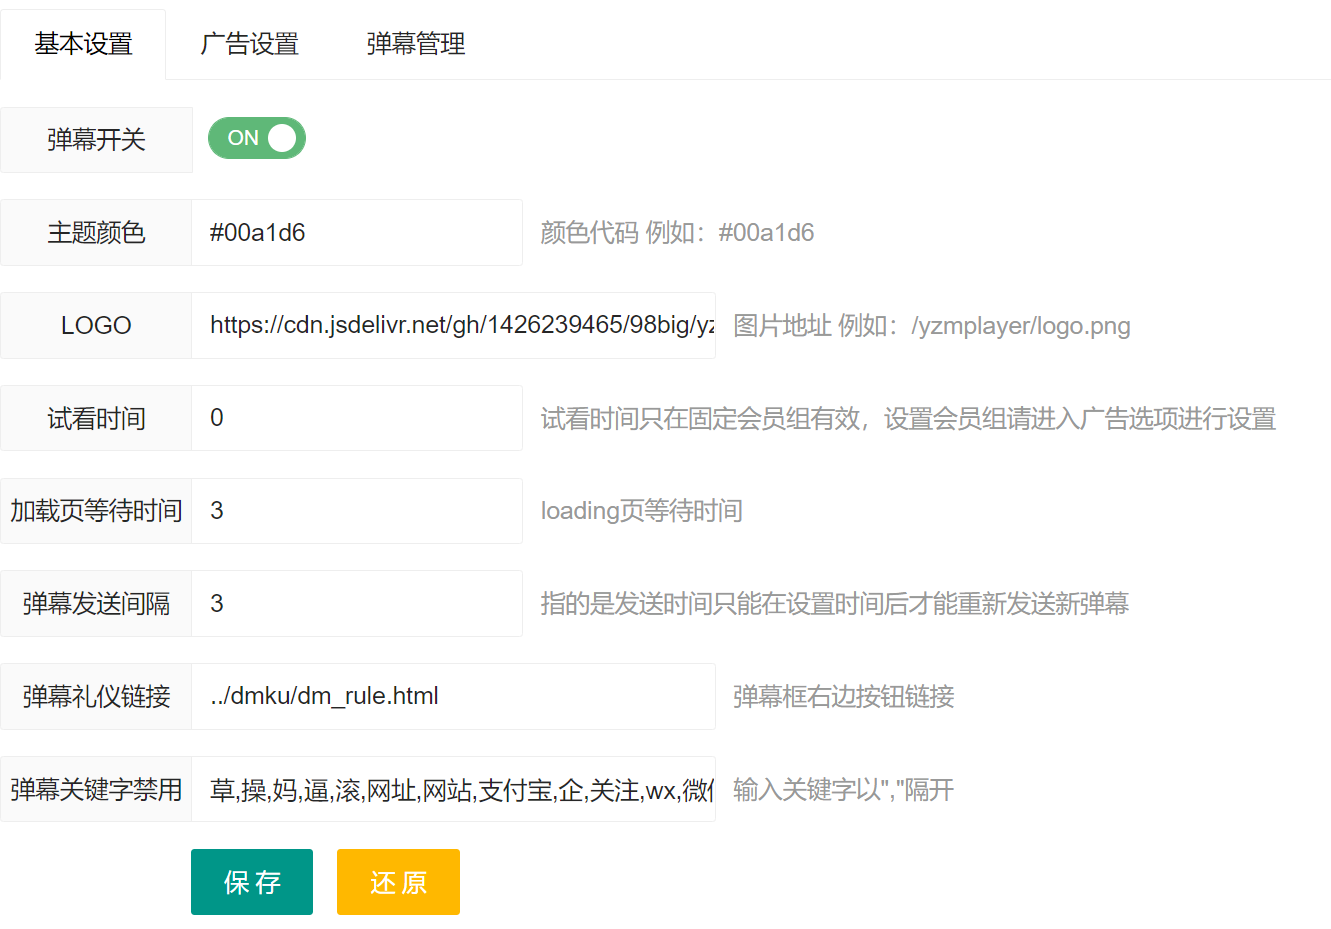 基本设置 广告设置 弹幕管理
弹幕开关 ON
主题颜色 #00a1d6 颜色代码 例如：#00a1d6
LOGO https://cdn.jsdelivr.net/gh/1426239465/98big/yz 图片地址 例如：/yzmplayer/logo.png
试看时间 0 试看时间只在固定会员组有效，设置会员组请进入广告选项进行设置
加载页等待时间 3 loading页等待时间
弹幕发送间隔 3 指的是发送时间只能在设置时间后才能重新发送新弹幕
弹幕礼仪链接 ../dmku/dm_rule.html 弹幕框右边按钮链接
弹幕关键字禁用 草,操,妈,逼,滚,网址,网站,支付宝,企,关注,wx,微 输入关键字以","隔开
保存 还原